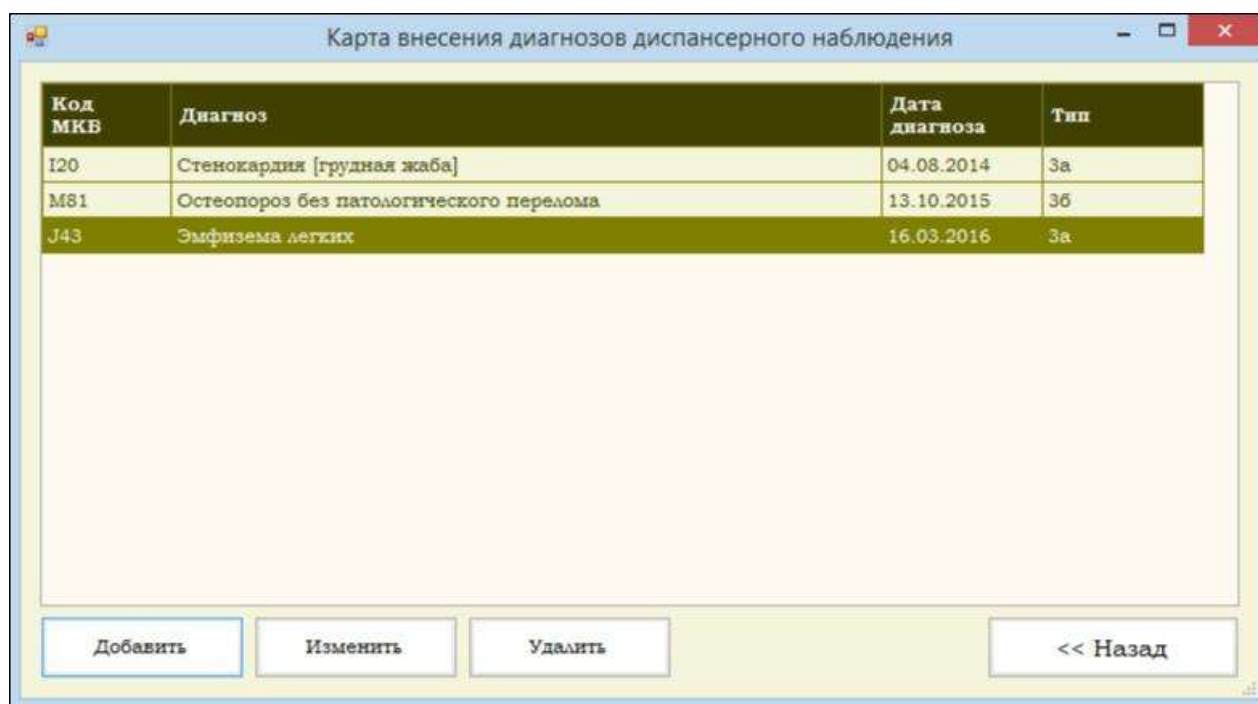 Карта внесения диагнозов диспансерного наблюдения
Код МКВ Диагноз Дата диагноза Тип
I20 Стенокардия [грудная жаба] 04.08.2014 3а
M81 Остеопороз без патологического перелома 13.10.2015 3б
J43 Эмфизема легких 16.03.2016 3а
Добавить Изменить Удалить << Назад